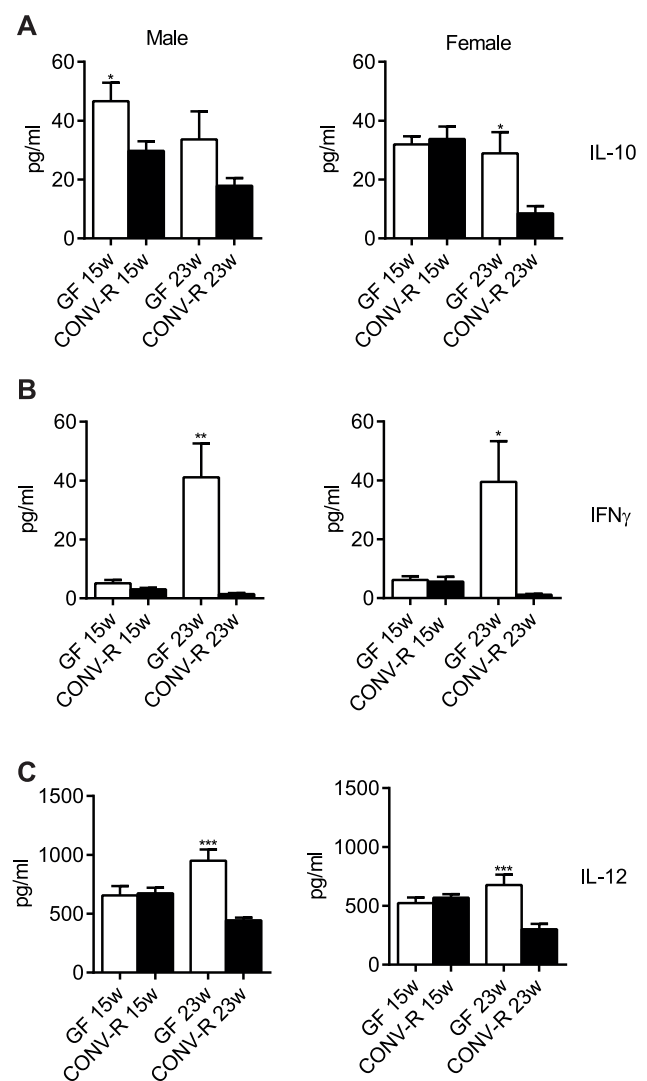 A
Male
Female
pg/ml
60
40
20
0
*
GF 15w
CONV-R 15w
GF 23w
CONV-R 23w
pg/ml
60
40
20
0
*
GF 15w
CONV-R 15w
GF 23w
CONV-R 23w
IL-10
B
pg/ml
60
40
20
0
**
GF 15w
CONV-R 15w
GF 23w
CONV-R 23w
pg/ml
60
40
20
0
*
GF 15w
CONV-R 15w
GF 23w
CONV-R 23w
IFNγ
C
pg/ml
1500
1000
500
0
***
GF 15w
CONV-R 15w
GF 23w
CONV-R 23w
pg/ml
1500
1000
500
0
***
GF 15w
CONV-R 15w
GF 23w
CONV-R 23w
IL-12